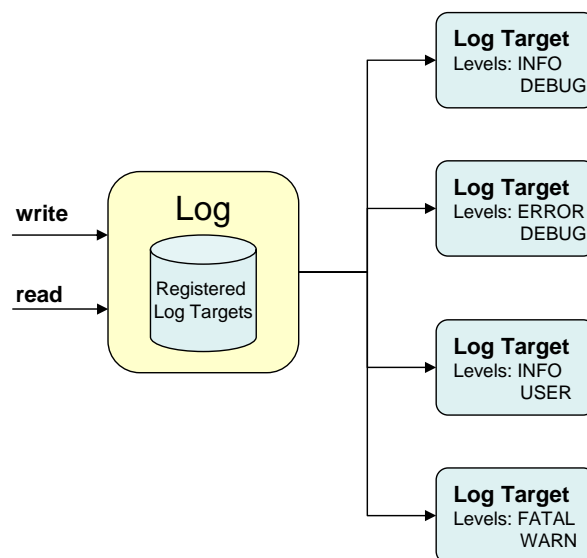 write
read
Log
Registered
Log Targets
Log Target
Levels: INFO
DEBUG
Log Target
Levels: ERROR
DEBUG
Log Target
Levels: INFO
USER
Log Target
Levels: FATAL
WARN